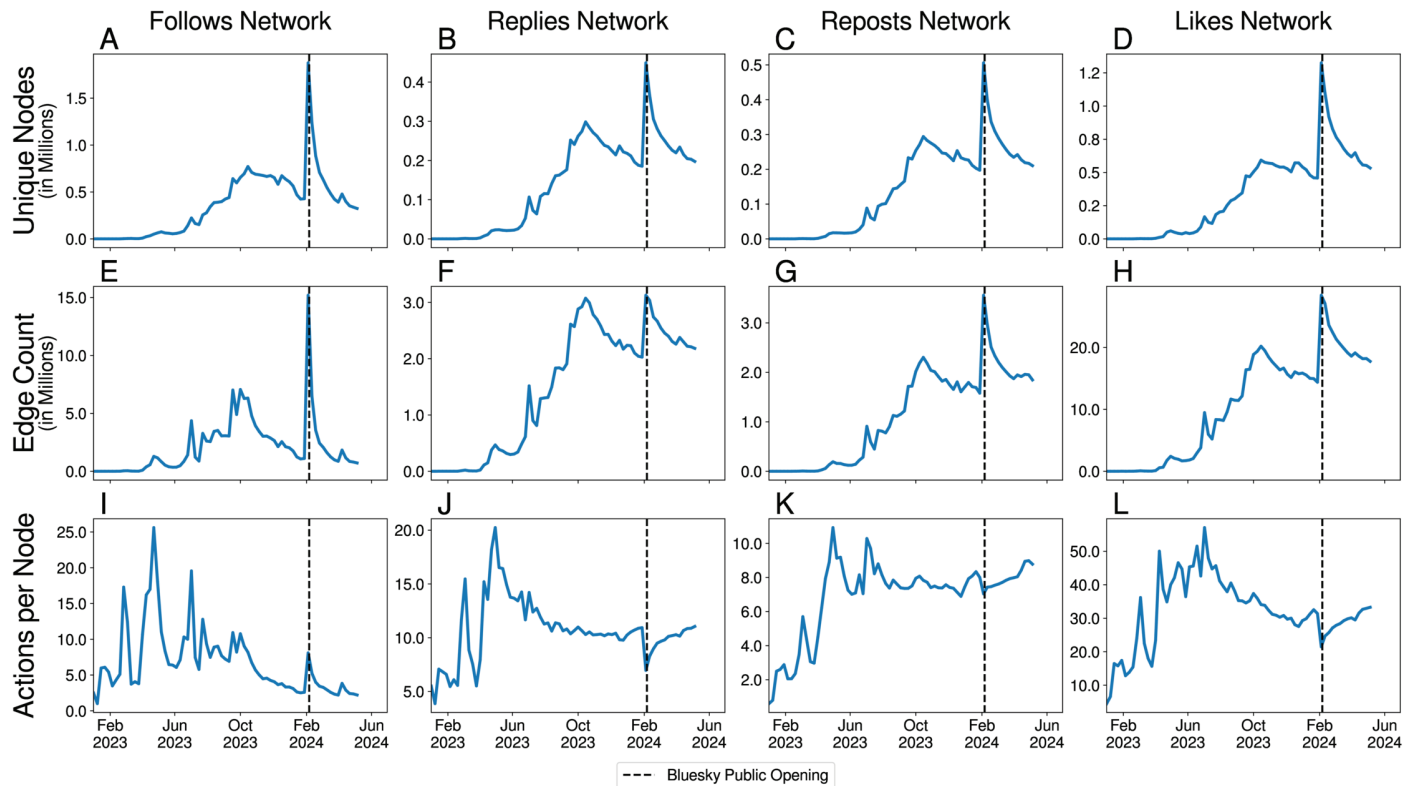 Follows Network
Replies Network
Reposts Network
Likes Network
A
B
C
D
Unique Nodes
(in Millions)
1.5
1.0
0.5
0.0
0.4
0.2
0.0
0.5
0.4
0.3
0.2
0.1
0.0
1.2
1.0
0.8
0.5
0.2
0.0
E
F
G
H
Edge Count
(in Millions)
15.0
10.0
5.0
0.0
3.0
2.0
1.0
0.0
3.0
2.0
1.0
0.0
20.0
10.0
0.0
I
J
K
L
Actions per Node
25.0
20.0
15.0
10.0
5.0
0.0
20.0
15.0
10.0
5.0
10.0
8.0
6.0
4.0
2.0
50.0
40.0
30.0
20.0
10.0
Feb Jun Oct Feb Jun
2023 2023 2023 2024 2024
Feb Jun Oct Feb Jun
2023 2023 2023 2024 2024
Feb Jun Oct Feb Jun
2023 2023 2023 2024 2024
Feb Jun Oct Feb Jun
2023 2023 2023 2024 2024
Bluesky Public Opening